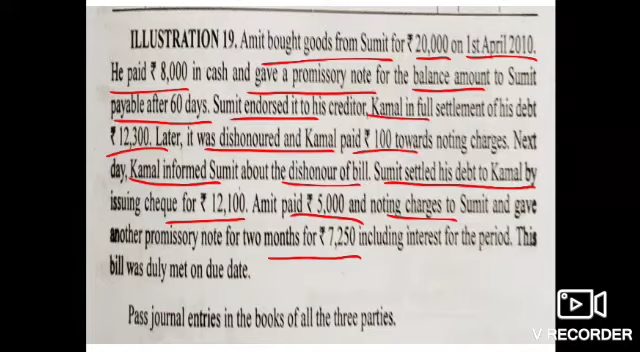 ILLUSTRATION 19. Amit bought goods from Sumit for ₹ 20,000 on 1st April 2010.
He paid ₹ 8,000 in cash and gave a promissory note for the balance amount to Sumit
payable after 60 days. Sumit endorsed it to his creditor, Kamal in full settlement of his debt
₹ 12,300. Later, it was dishonoured and Kamal paid ₹ 100 towards noting charges. Next
day, Kamal informed Sumit about the dishonour of bill. Sumit settled his debt to Kamal by
issuing cheque for ₹ 12,100. Amit paid ₹ 5,000 and noting charges to Sumit and gave
another promissory note for two months for ₹ 7,250 including interest for the period. This
bill was duly met on due date.
Pass journal entries in the books of all the three parties.
V RECORDER